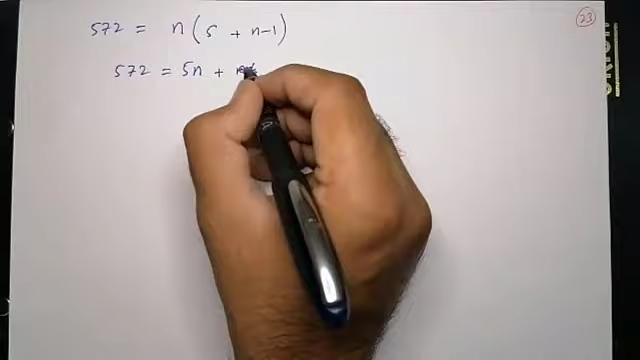 23
572 = n(5 + n-1)
572 = 5n +